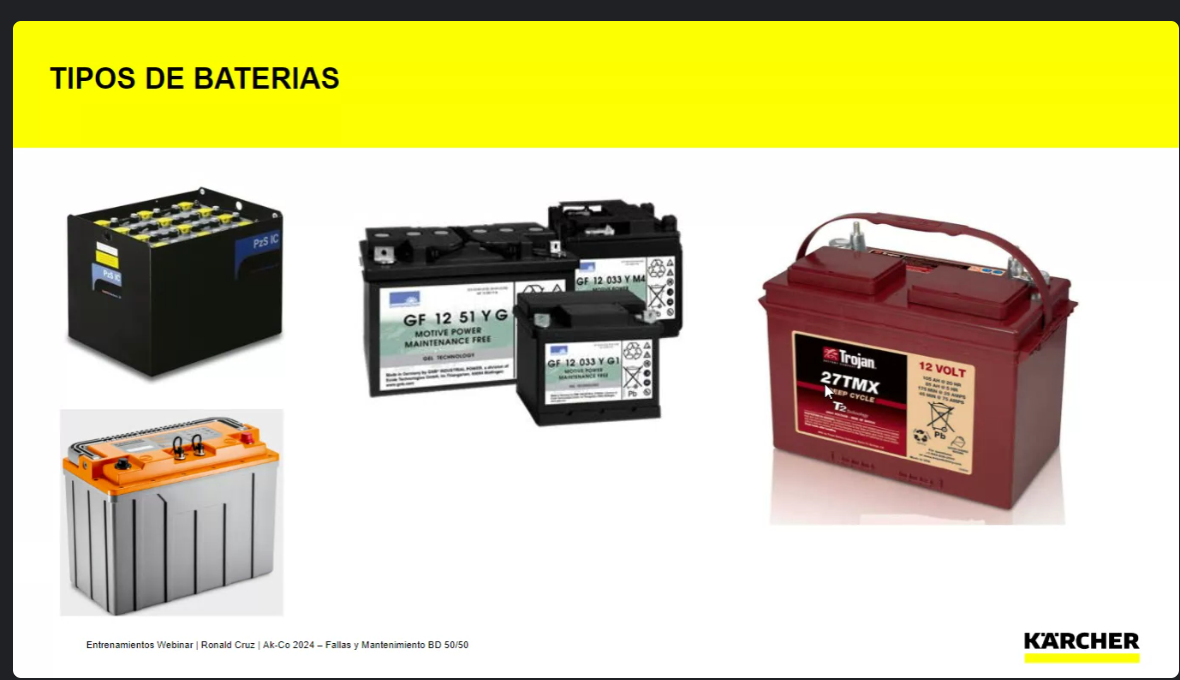 TIPOS DE BATERIAS
PzS IC
PzS IC
GF 12 51 Y G
MOTIVE POWER
MAINTENANCE FREE
GEL TECHNOLOGY
GF 12 033 Y M4
GF 12 033 Y G1
MOTIVE POWER
MAINTENANCE FREE
Pb
Trojan
27TMX
DEEP CYCLE
T2
12 VOLT
Pb
Entrenamientos Webinar | Ronald Cruz | Ak-Co 2024 – Fallas y Mantenimiento BD 50/50
KÄRCHER